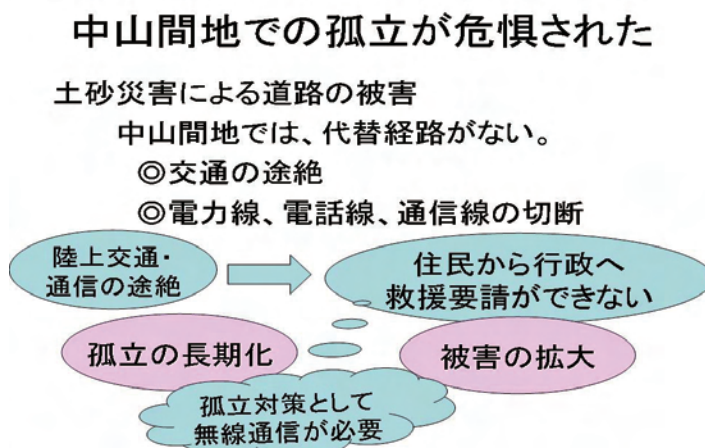 中山間地での孤立が危惧された
土砂災害による道路の被害
中山間地では、代替経路がない。
◎交通の途絶
◎電力線、電話線、通信線の切断
陸上交通・
通信の途絶
住民から行政へ
救援要請ができない
孤立の長期化
被害の拡大
孤立対策として
無線通信が必要